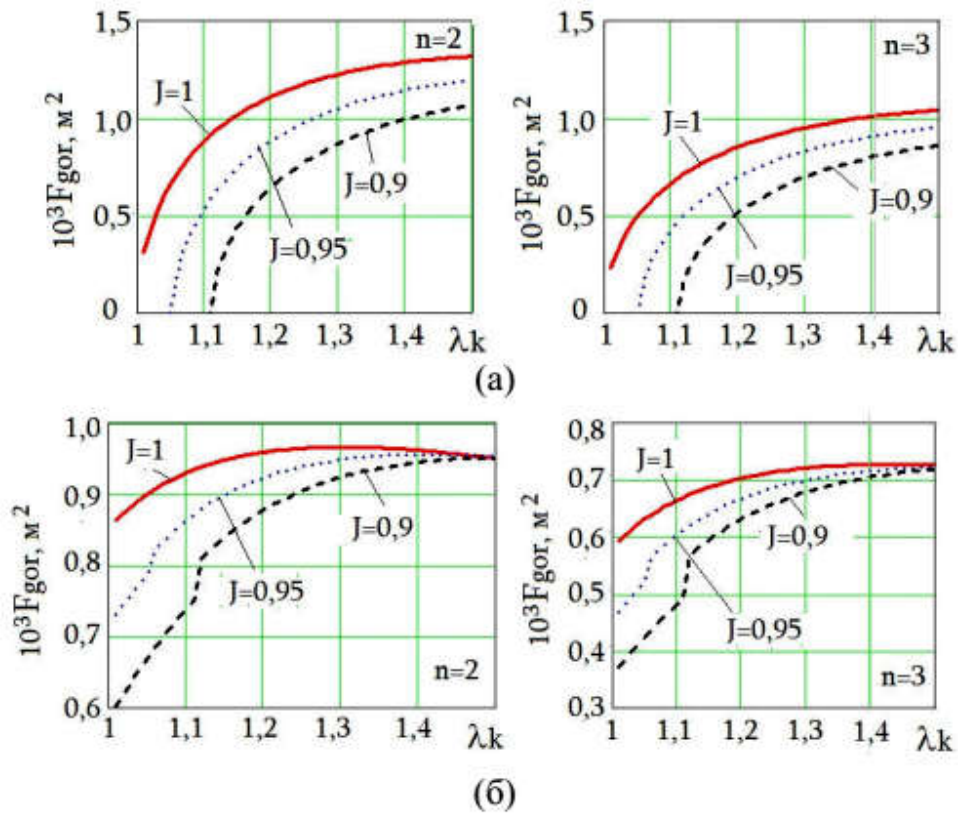 1,5
1,0
0,5
0
10³Fgor, м²
n=2
J=1
J=0,9
J=0,95
1 1,1 1,2 1,3 1,4 λk
1,5
1,0
0,5
0
10³Fgor, м²
n=3
J=1
J=0,9
J=0,95
1 1,1 1,2 1,3 1,4 λk
(а)
1,0
0,9
0,8
0,7
0,6
10³Fgor, м²
J=1
J=0,9
J=0,95
n=2
1 1,1 1,2 1,3 1,4 λk
0,8
0,7
0,6
0,5
0,4
0,3
10³Fgor, м²
J=1
J=0,9
J=0,95
n=3
1 1,1 1,2 1,3 1,4 λk
(б)